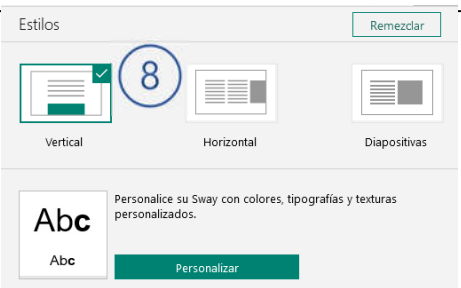 Estilos
Remezclar
8
Vertical
Horizontal
Diapositivas
Abc
Abc
Personalice su Sway con colores, tipografías y texturas
personalizados.
Personalizar